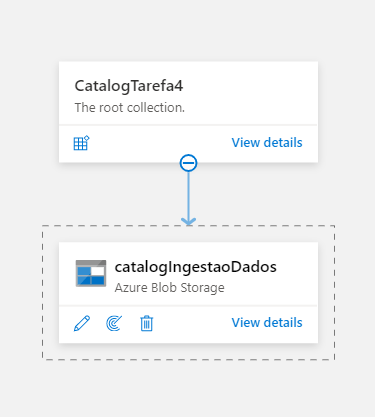 CatalogTarefa4
The root collection.
View details
catalogIngestaoDados
Azure Blob Storage
View details